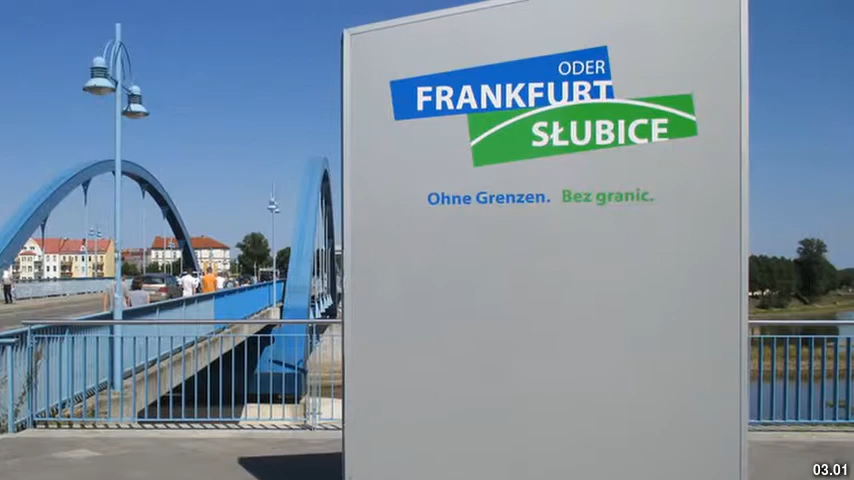 ODER
FRANKFURT
SŁUBICE
Ohne Grenzen. Bez granic.
03.01